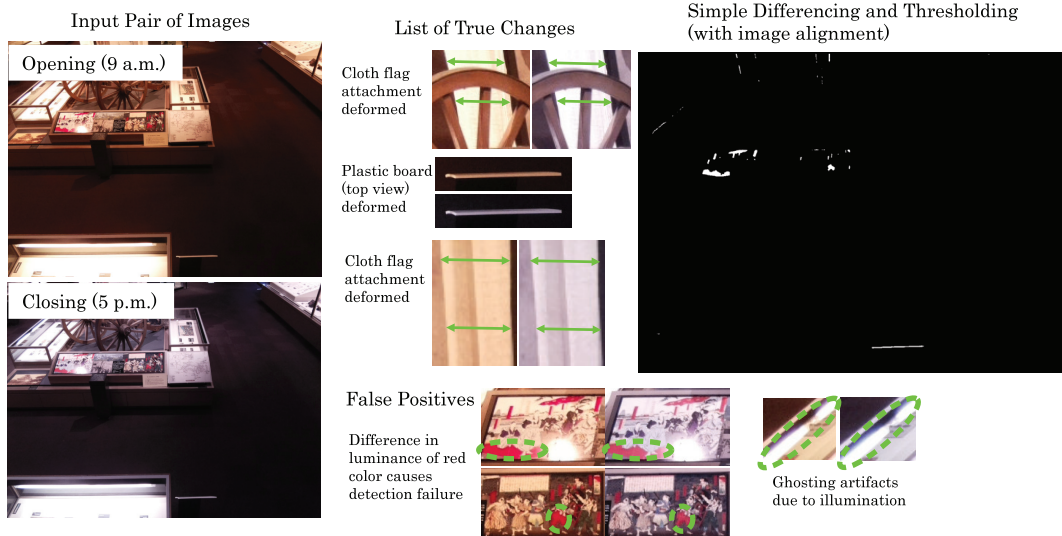 Input Pair of Images
Opening (9 a.m.)
Closing (5 p.m.)
List of True Changes
Cloth flag
attachment
deformed
Plastic board
(top view)
deformed
Cloth flag
attachment
deformed
Simple Differencing and Thresholding
(with image alignment)
False Positives
Difference in
luminance of red
color causes
detection failure
Ghosting artifacts
due to illumination